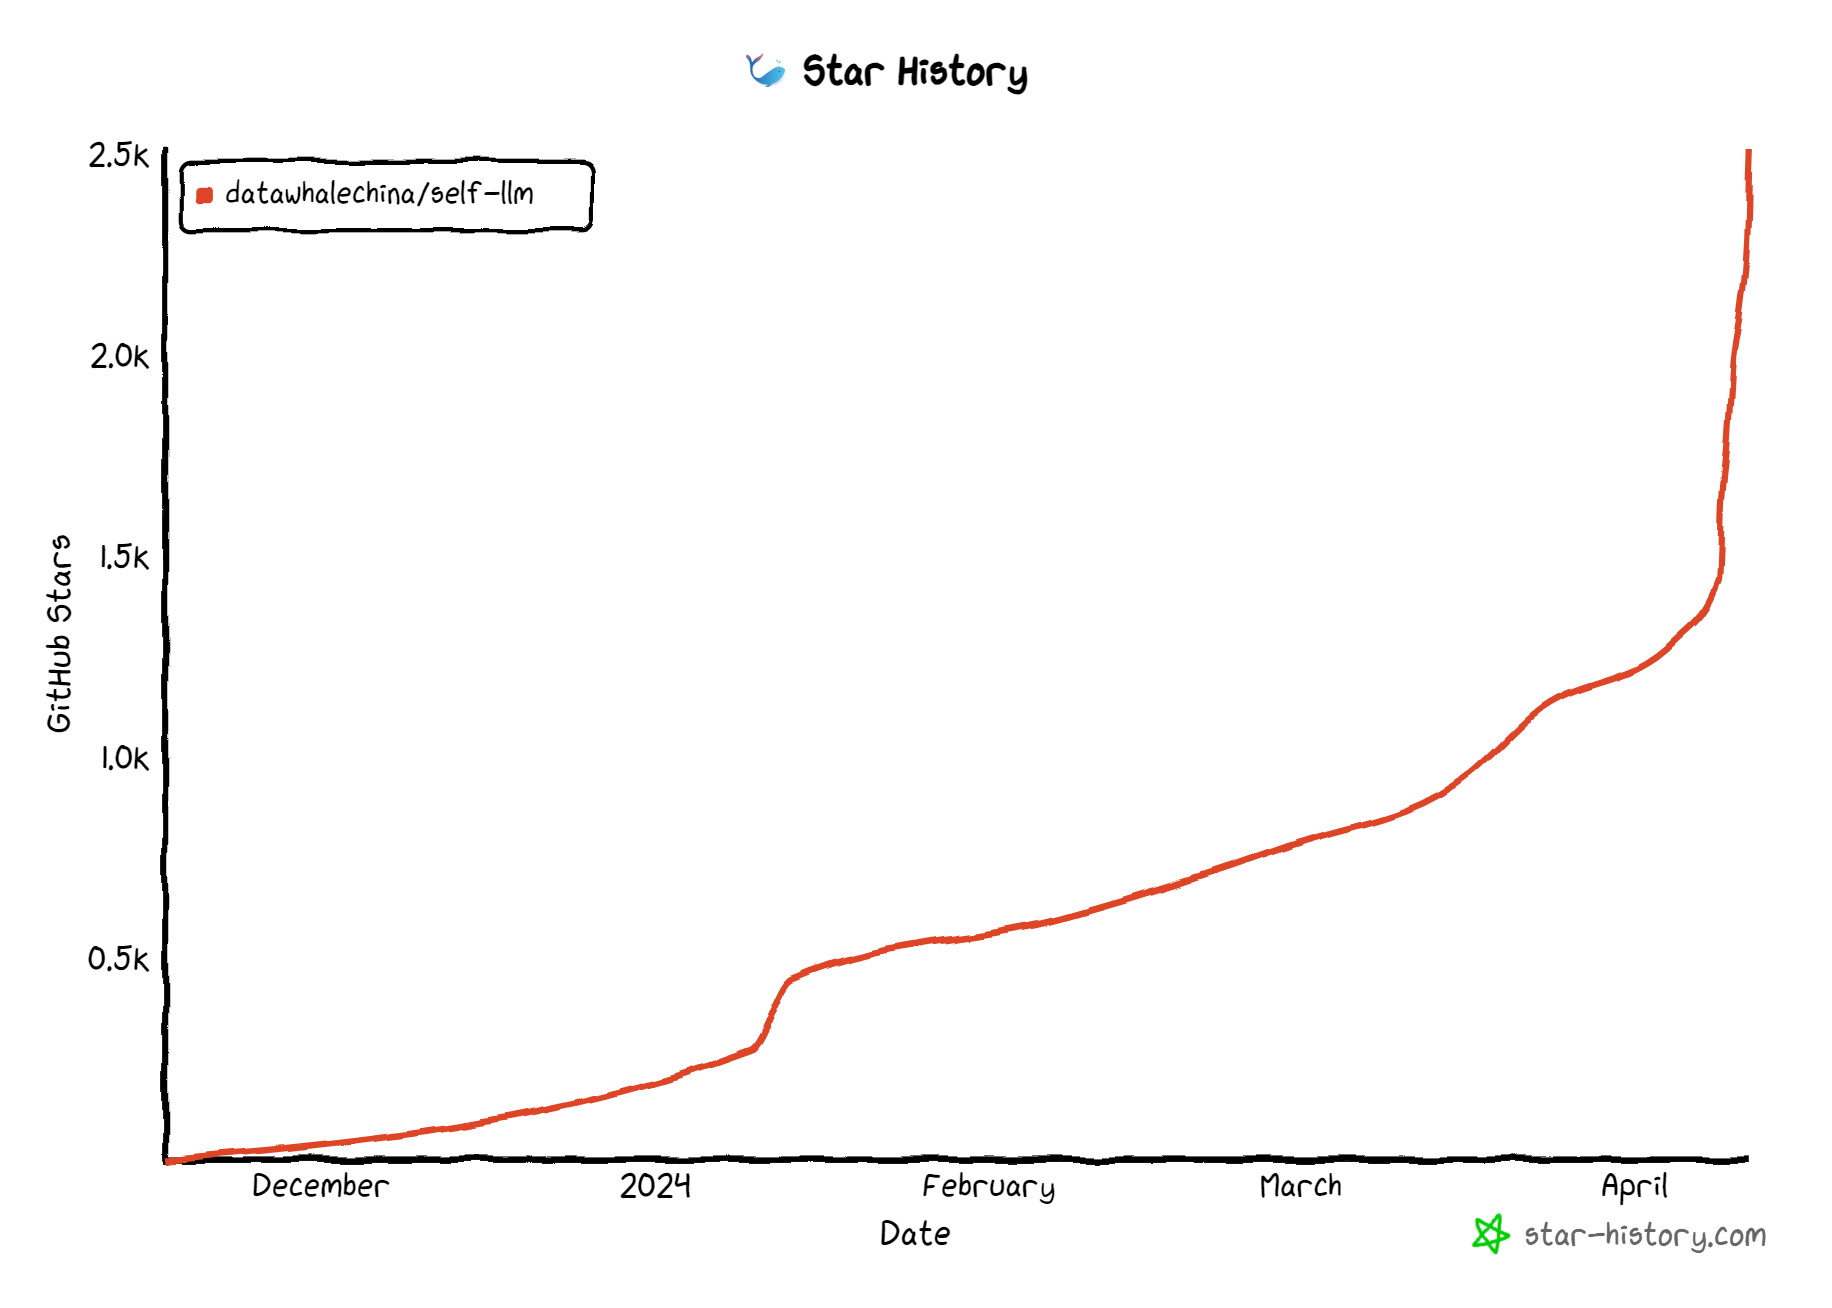 Star History
2.5k
datawhalechina/self-llm
2.0k
1.5k
GitHub Stars
1.0k
0.5k
December 2024 February March April
Date
star-history.com